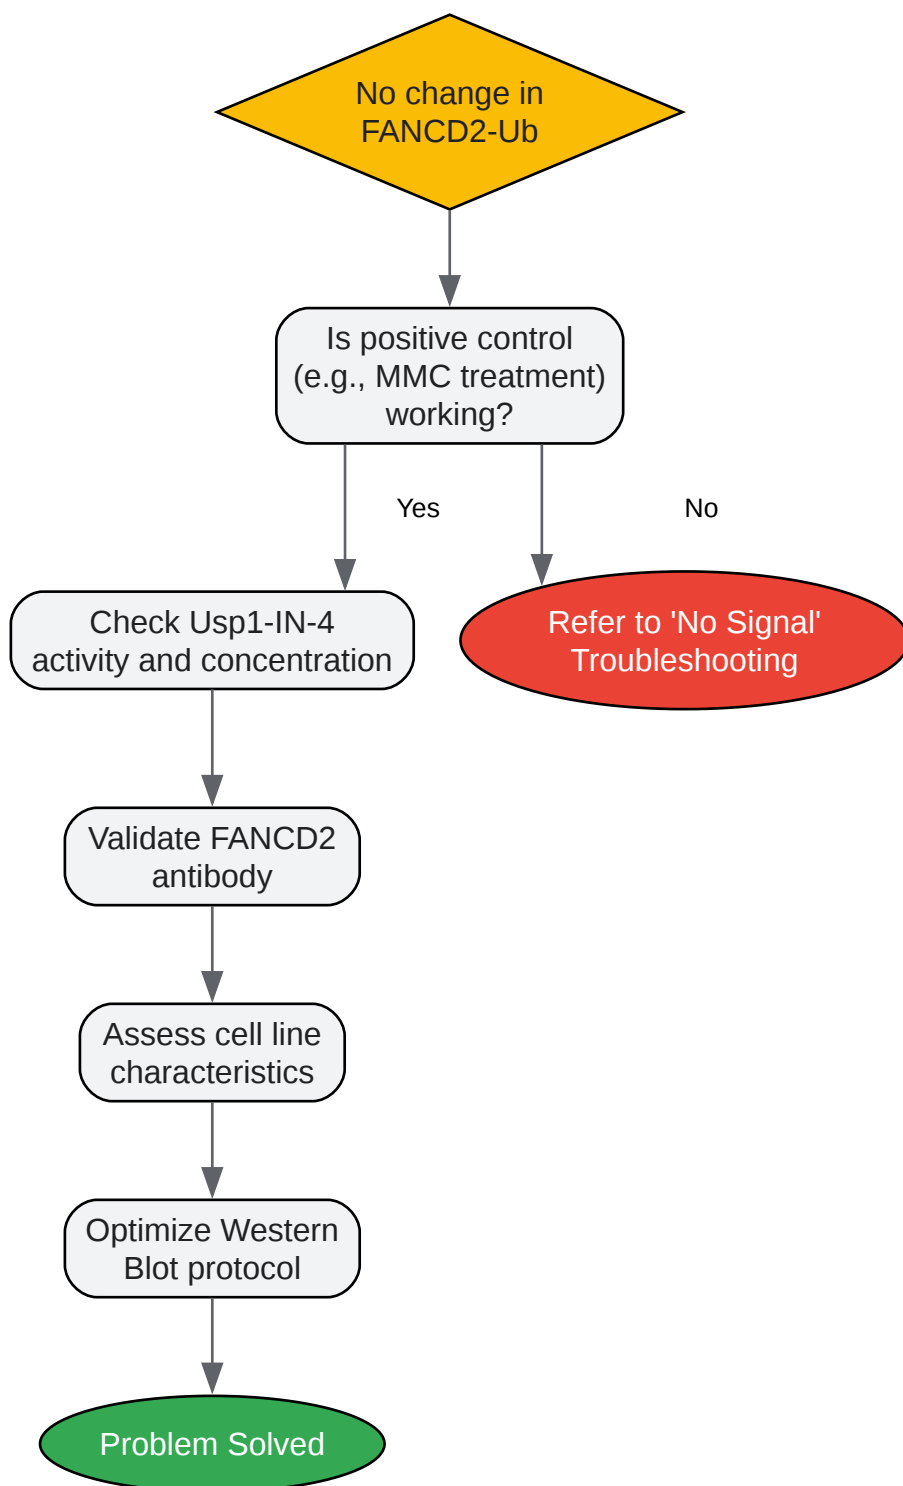 No change in
FANCD2-Ub
Is positive control
(e.g., MMC treatment)
working?
Yes
No
Check Usp1-IN-4
activity and concentration
Refer to 'No Signal'
Troubleshooting
Validate FANCD2
antibody
Assess cell line
characteristics
Optimize Western
Blot protocol
Problem Solved